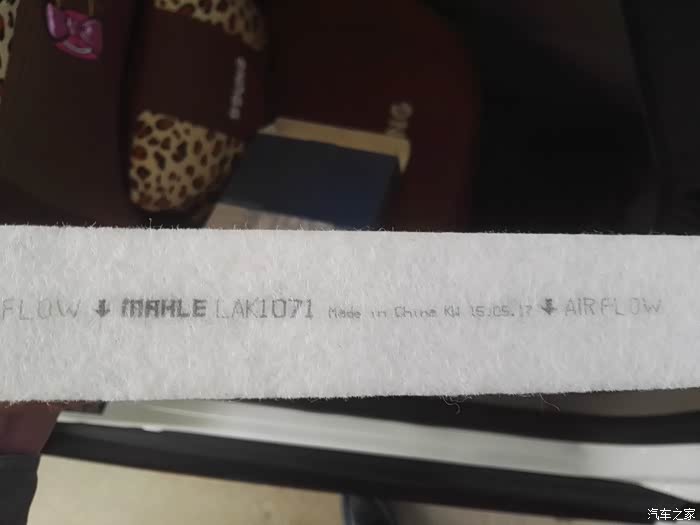 FLOW ↓ MAHLE LAK1071 Made in China KW 15.05.17 ↓ AIRFLOW
汽车之家